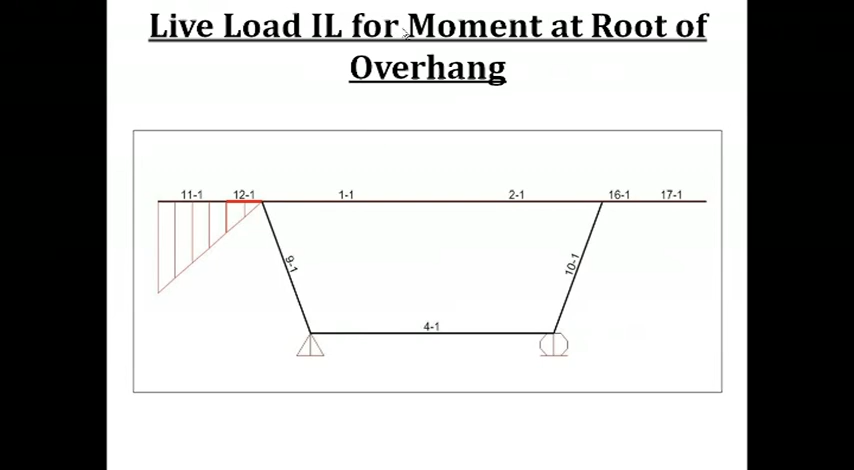 Live Load IL for Moment at Root of
Overhang
11-1 12-1 1-1 2-1 16-1 17-1
9-1 10-1
4-1